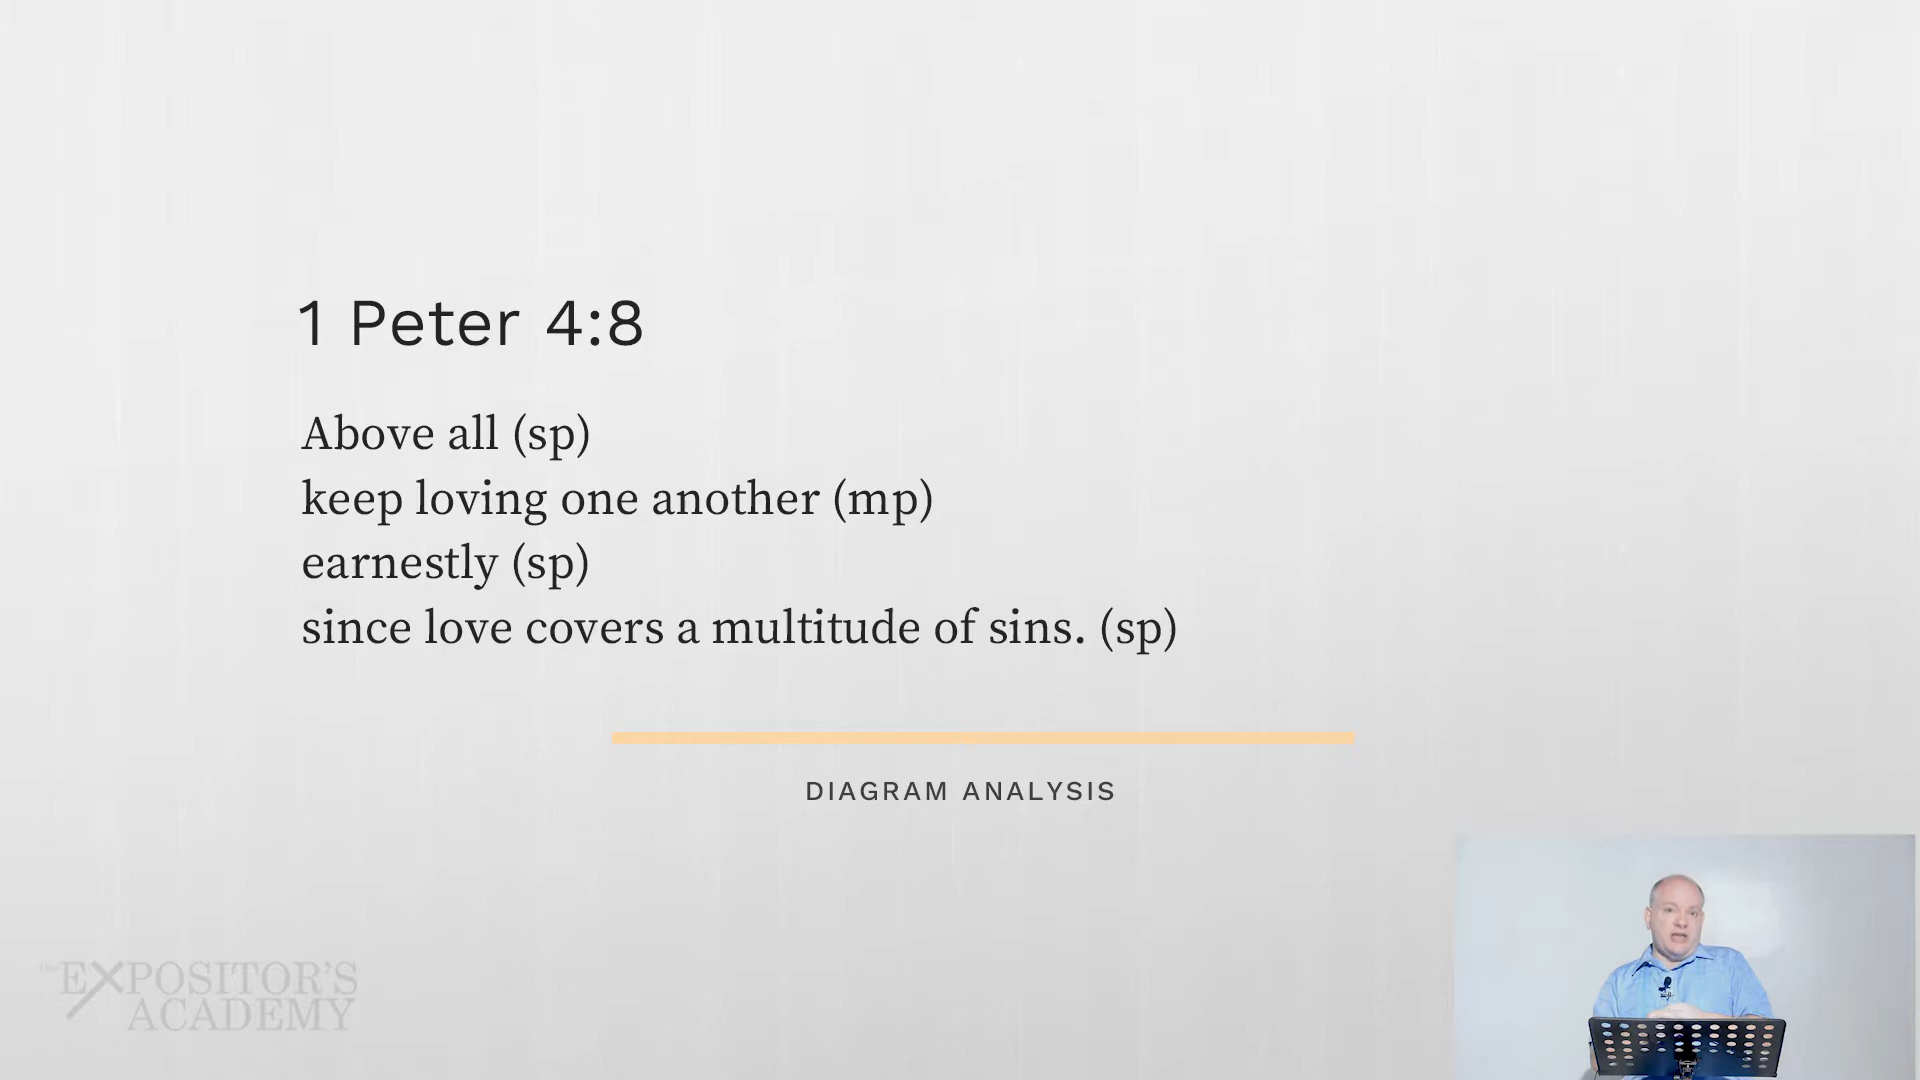 1 Peter 4:8
Above all (sp)
keep loving one another (mp)
earnestly (sp)
since love covers a multitude of sins. (sp)
DIAGRAM ANALYSIS
THE EXPOSITOR'S
ACADEMY